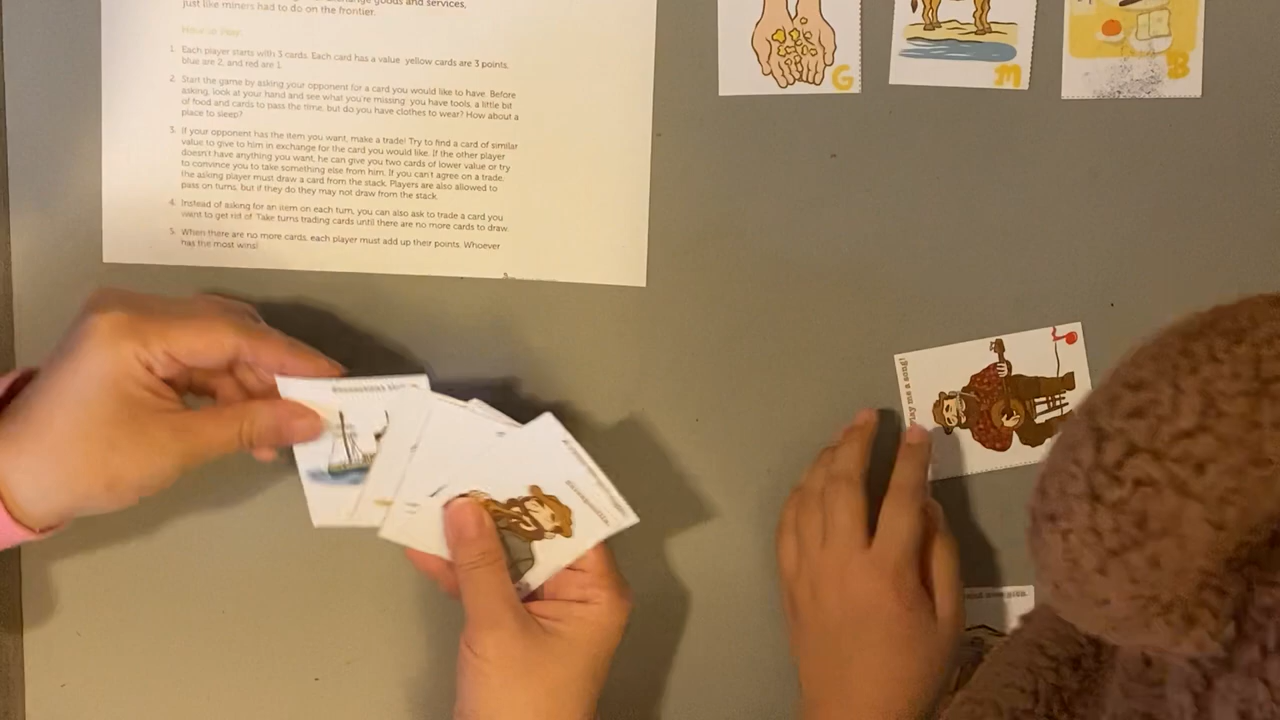 goods and services,
just like miners had to do on the frontier.
How to Play
1. Each player starts with 3 cards. Each card has a value: yellow cards are 3 points,
blue are 2, and red are 1.
2. Start the game by asking your opponent for a card you would like to have. Before
asking, look at your hand and see what you're missing: you have tools, a little bit
of food and cards to pass the time, but do you have clothes to wear? How about a
place to sleep?
3. If your opponent has the item you want, make a trade! Try to find a card of similar
value to give to him in exchange for the card you would like. If the other player
doesn't have anything you want, he can give you two cards of lower value or try
to convince you to take something else from him. If you can't agree on a trade,
the asking player must draw a card from the stack. Players are also allowed to
pass on turns, but if they do they may not draw from the stack.
4. Instead of asking for an item on each turn, you can also ask to trade a card you
want to get rid of. Take turns trading cards until there are no more cards to draw.
5. When there are no more cards, each player must add up their points. Whoever
has the most wins!
G
M
B
Play me a song!